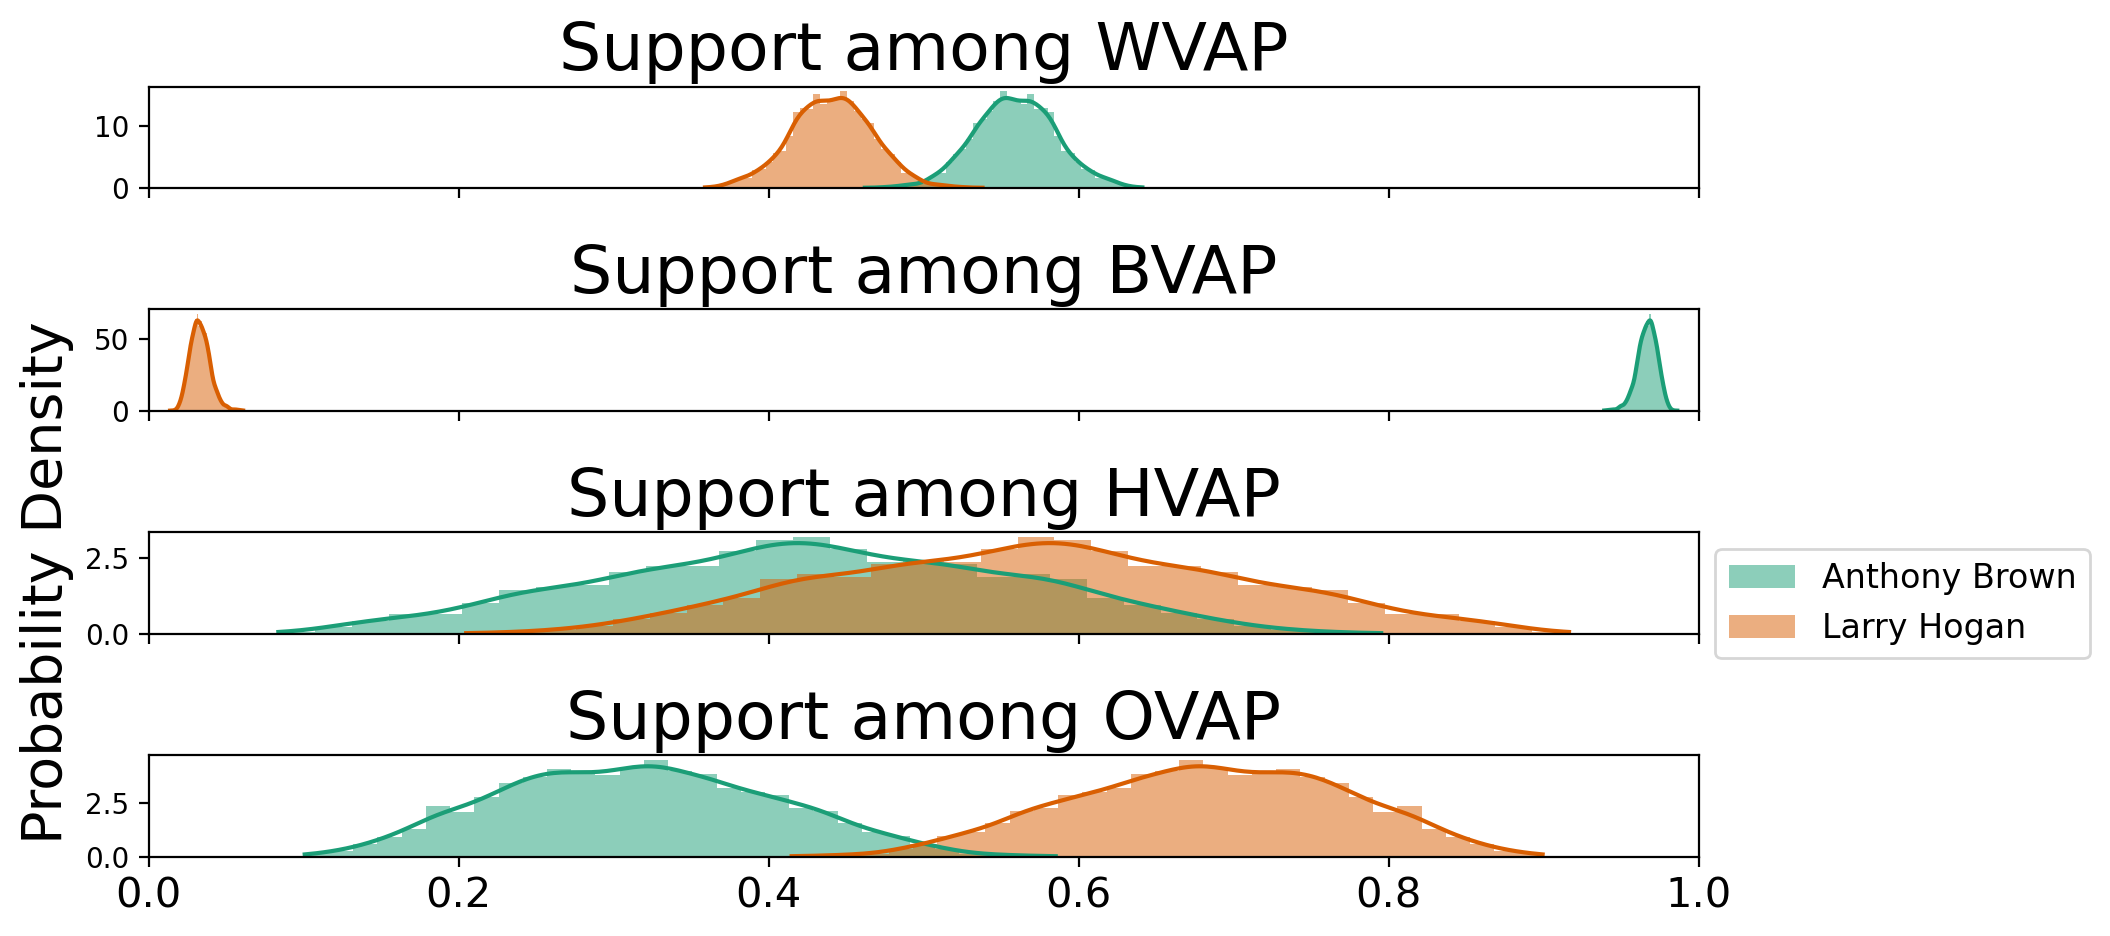 Support among WVAP
10
0
Support among BVAP
50
0
Support among HVAP
2.5
0.0
Support among OVAP
2.5
0.0
0.0 0.2 0.4 0.6 0.8 1.0
Probability Density
Anthony Brown
Larry Hogan